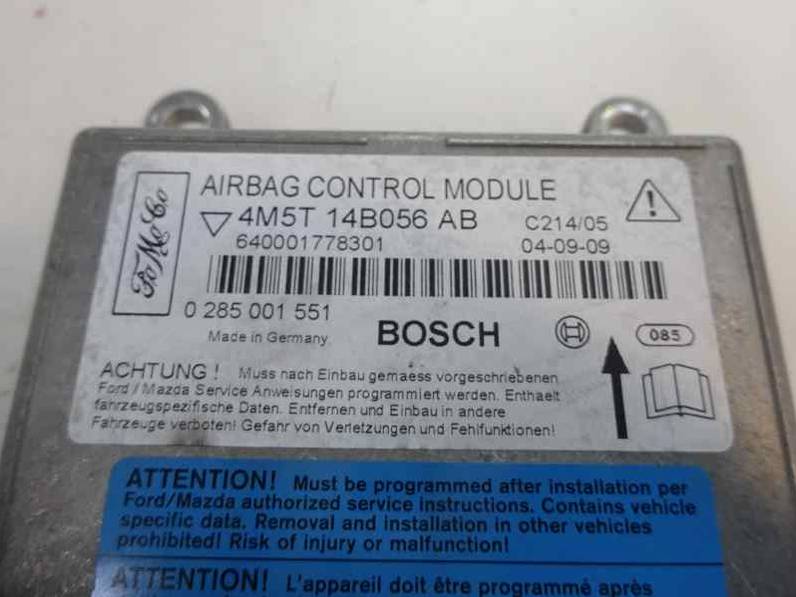 FoMoCo
AIRBAG CONTROL MODULE
4M5T 14B056 AB C214/05
640001778301 04-09-09
0 285 001 551
Made in Germany BOSCH 085
ACHTUNG ! Muss nach Einbau gemaess vorgeschriebenen
Ford / Mazda Service Anweisungen programmiert werden. Enthaelt
fahrzeugspezifische Daten. Entfernen und Einbau in andere
Fahrzeuge verboten! Gefahr von Verletzungen und Fehlfunktionen!
ATTENTION! Must be programmed after installation per
Ford/Mazda authorized service instructions. Contains vehicle
specific data. Removal and installation in other vehicles
prohibited! Risk of injury or malfunction!
ATTENTION! L'appareil doit être programmé après